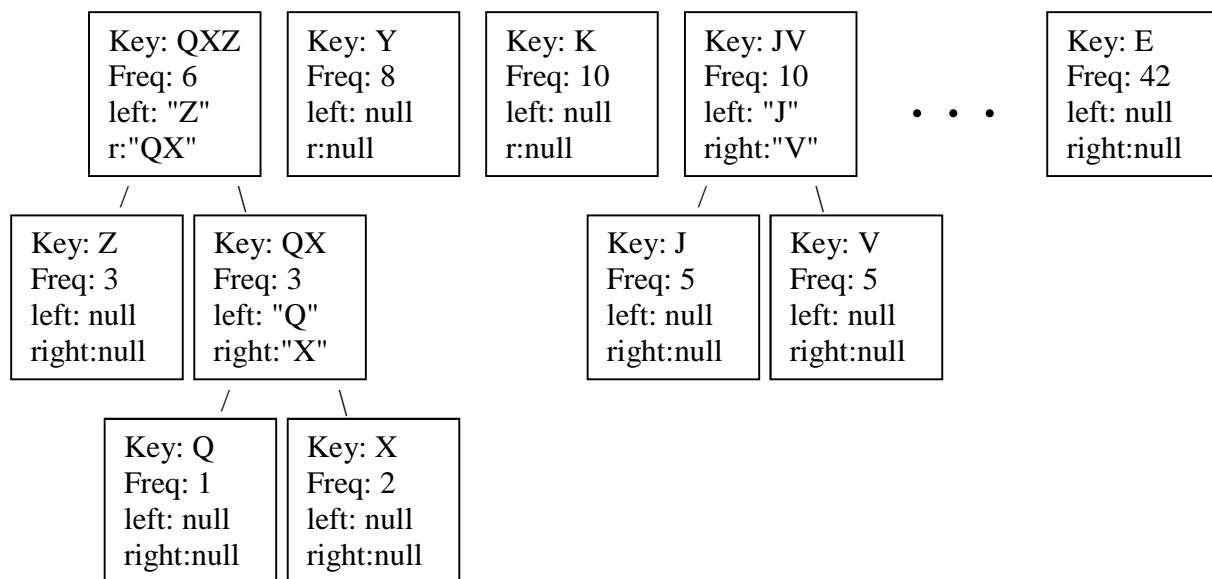 Key: QXZ
Freq: 6
left: "Z"
r:"QX"
Key: Y
Freq: 8
left: null
r:null
Key: K
Freq: 10
left: null
r:null
Key: JV
Freq: 10
left: "J"
right:"V"
. . .
Key: E
Freq: 42
left: null
right:null
Key: Z
Freq: 3
left: null
right:null
Key: QX
Freq: 3
left: "Q"
right:"X"
Key: J
Freq: 5
left: null
right:null
Key: V
Freq: 5
left: null
right:null
Key: Q
Freq: 1
left: null
right:null
Key: X
Freq: 2
left: null
right:null